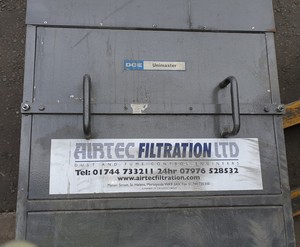 DCE Unimaster
AIRTEC FILTRATION LTD
DUST AND FUME CONTROL ENGINEERS
Tel: 01744 733211 24hr 07976 528532
www.airtecfiltration.com